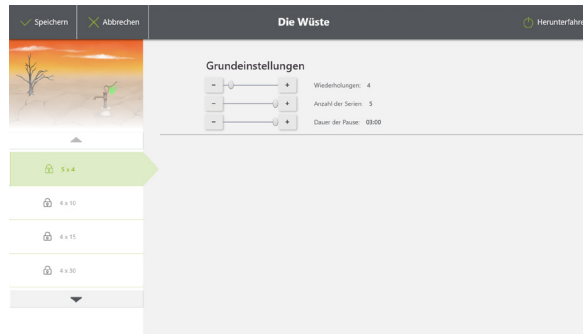 Speichern
Abbrechen
Die Wüste
Herunterfahre
Grundeinstellungen
- + Wiederholungen: 4
- + Anzahl der Serien: 5
- + Dauer der Pause: 03:00
5 x 4
4 x 10
4 x 15
4 x 30